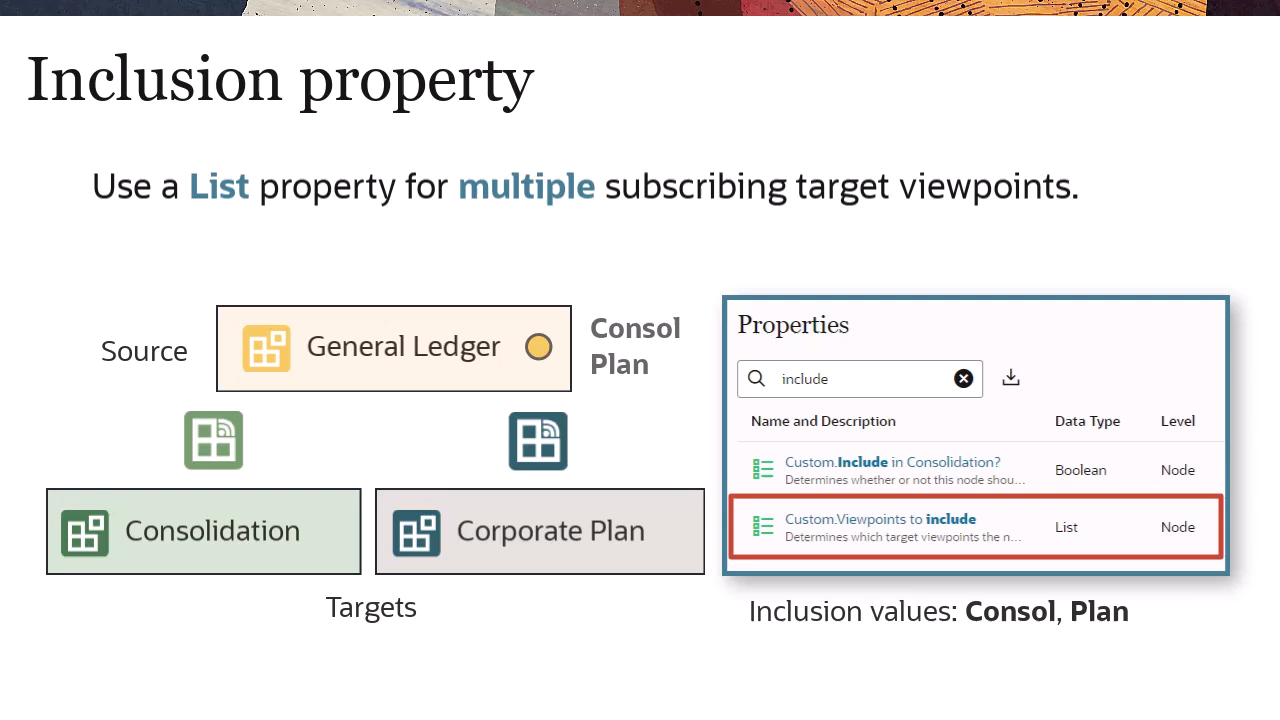 Inclusion property
Use a List property for multiple subscribing target viewpoints.
Source
General Ledger
Consol
Plan
Consolidation
Corporate Plan
Targets
Properties
include
Name and Description Data Type Level
Custom.Include in Consolidation? Boolean Node
Determines whether or not this node shou...
Custom.Viewpoints to include List Node
Determines which target viewpoints the n...
Inclusion values: Consol, Plan